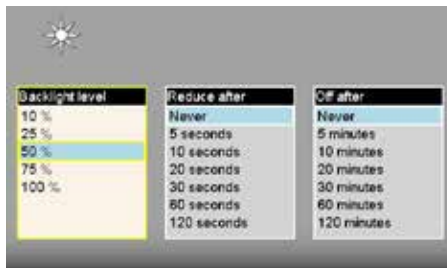 Backlight level
10 %
25 %
50 %
75 %
100 %
Reduce after
Never
5 seconds
10 seconds
20 seconds
30 seconds
60 seconds
120 seconds
Off after
Never
5 minutes
10 minutes
20 minutes
30 minutes
60 minutes
120 minutes